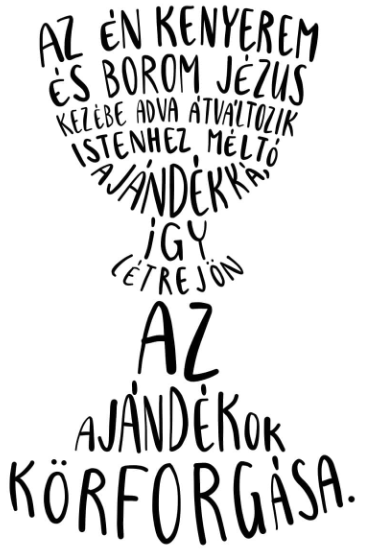 AZ ÉN KENYEREM
ÉS BOROM JÉZUS
KEZÉBE ADVA ÁTVÁLTOZIK
ISTENHEZ MÉLTÓ
AJÁNDÉKKÁ,
ÍGY
LÉTREJÖN
AZ
AJÁNDÉKOK
KÖRFORGÁSA.